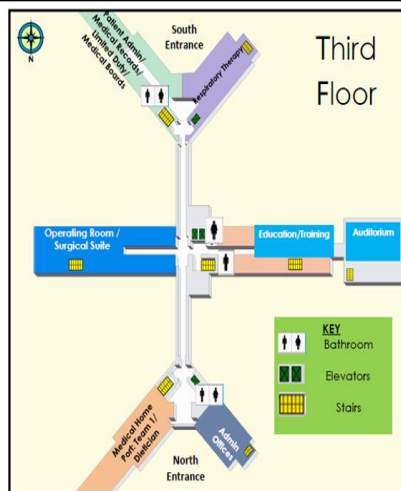 South
Entrance
Third
Floor
N
Patient Admin/
Medical Records/
Limited Duty/
Medical Boards
Respiratory Therapy
Operating Room /
Surgical Suite
Education/Training
Auditorium
KEY
Bathroom
Elevators
Stairs
Medical Home
Port: Team 1/
Dietician
Admin
Offices
North
Entrance